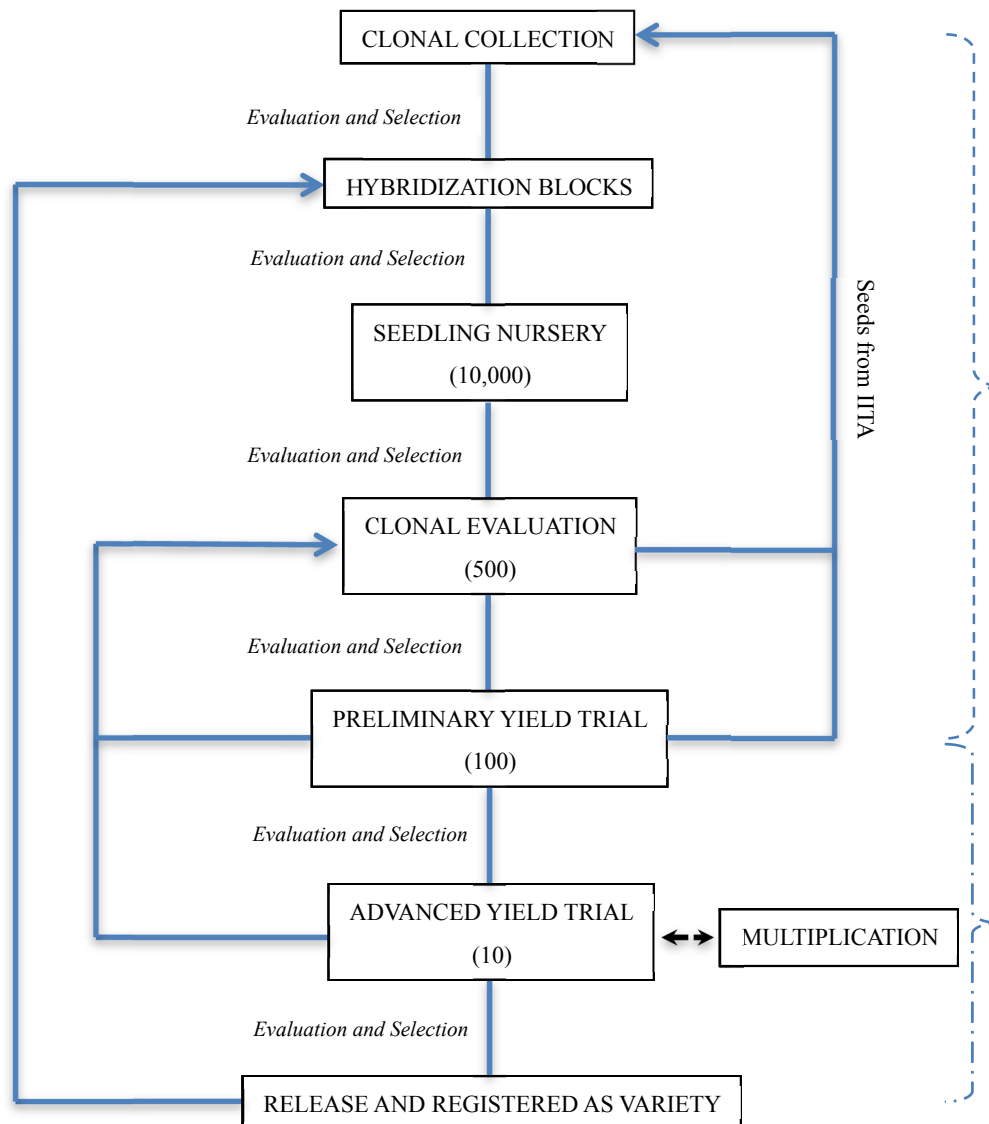 CLONAL COLLECTION
Evaluation and Selection
HYBRIDIZATION BLOCKS
Evaluation and Selection
SEEDLING NURSERY
(10,000)
Seeds from IITA
Evaluation and Selection
CLONAL EVALUATION
(500)
Evaluation and Selection
PRELIMINARY YIELD TRIAL
(100)
Evaluation and Selection
ADVANCED YIELD TRIAL
(10)
MULTIPLICATION
Evaluation and Selection
RELEASE AND REGISTERED AS VARIETY